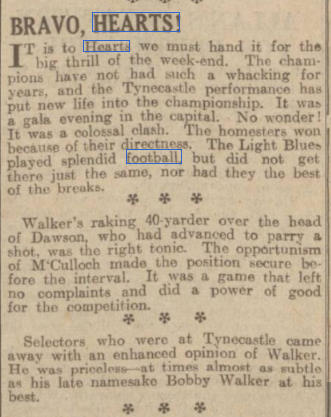 BRAVO, HEARTS!
IT is to Hearts we must hand it for the
big thrill of the week-end. The cham-
pions have not had such a whacking for
years, and the Tynecastle performance has
put new life into the championship. It was
a gala evening in the capital. No wonder!
It was a colossal clash. The homesters won
because of their directness. The Light Blues
played splendid football, but did not get
there just the same, nor had they the best
of the breaks.
* * *
Walker's raking 40-yarder over the head
of Dawson, who had advanced to parry a
shot, was the right tonic. The opportunism
of M'Culloch made the position secure be-
fore the interval. It was a game that left
no complaints and did a power of good
for the competition.
* * *
Selectors who were at Tynecastle came
away with an enhanced opinion of Walker.
He was priceless—at times almost as subtle
as his late namesake Bobby Walker at his
best.
* * *